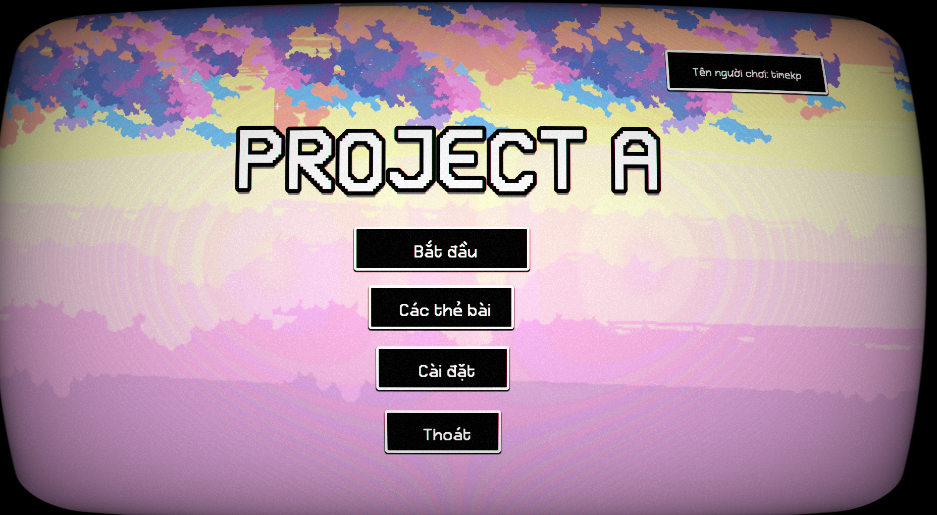 Tên người chơi: timekp
PROJECT A
Bắt đầu
Các thẻ bài
Cài đặt
Thoát